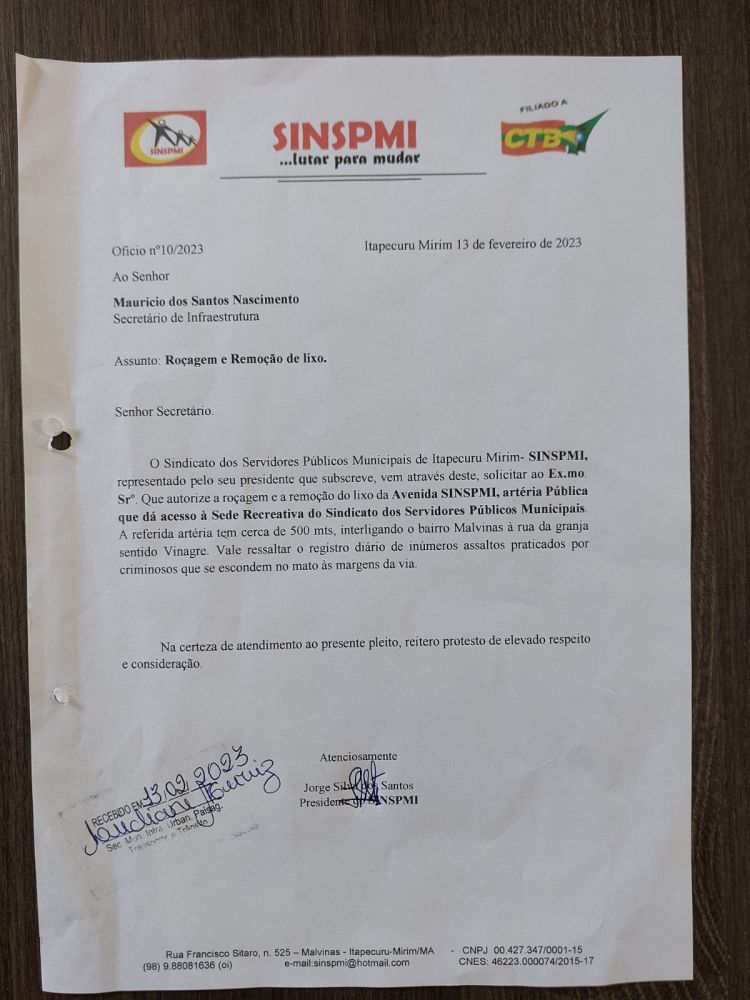 SINSPMI
SINSPMI
...lutar para mudar
FILIADO A
CTB
Oficio nº10/2023
Itapecuru Mirim 13 de fevereiro de 2023
Ao Senhor
Mauricio dos Santos Nascimento
Secretário de Infraestrutura
Assunto: Roçagem e Remoção de lixo.
Senhor Secretário.
O Sindicato dos Servidores Públicos Municipais de Itapecuru Mirim- SINSPMI,
representado pelo seu presidente que subscreve, vem através deste, solicitar ao Ex.mo.
Srº. Que autorize a roçagem e a remoção do lixo da Avenida SINSPMI, artéria Pública
que dá acesso à Sede Recreativa do Sindicato dos Servidores Públicos Municipais.
A referida artéria tem cerca de 500 mts, interligando o bairro Malvinas à rua da granja
sentido Vinagre. Vale ressaltar o registro diário de inúmeros assaltos praticados por
criminosos que se escondem no mato às margens da via.
Na certeza de atendimento ao presente pleito, reitero protesto de elevado respeito
e consideração.
Atenciosamente
Jorge Silva dos Santos
Presidente do SINSPMI
RECEBIDO EM 13.02.2023
Sec. Mun. Infra. Urban. Paisag.
Transporte e Trânsito
Rua Francisco Sitaro, n. 525 – Malvinas - Itapecuru-Mirim/MA - CNPJ 00.427.347/0001-15
(98) 9.88081636 (oi) e-mail:sinspmi@hotmail.com CNES: 46223.000074/2015-17